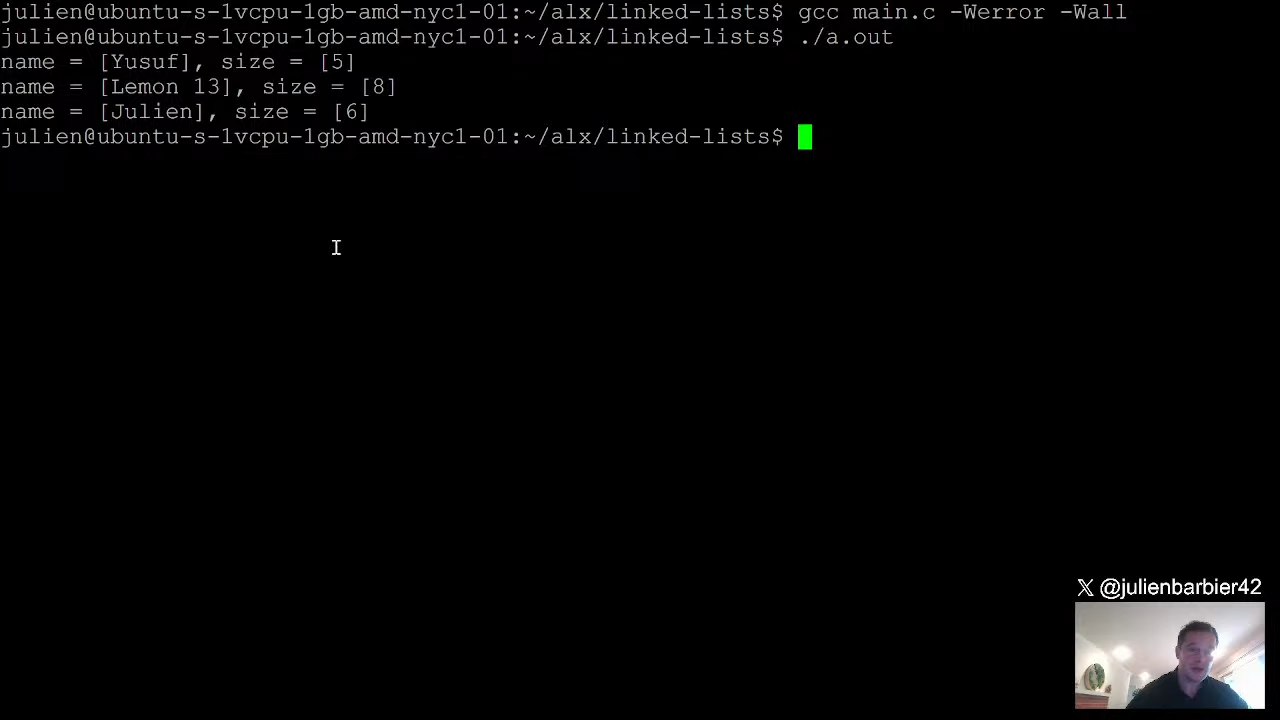 julien@ubuntu-s-1vcpu-1gb-amd-nyc1-01:~/alx/linked-lists$ gcc main.c -Werror -Wall
julien@ubuntu-s-1vcpu-1gb-amd-nyc1-01:~/alx/linked-lists$ ./a.out
name = [Yusuf], size = [5]
name = [Lemon 13], size = [8]
name = [Julien], size = [6]
julien@ubuntu-s-1vcpu-1gb-amd-nyc1-01:~/alx/linked-lists$
𝕏 @julienbarbier42